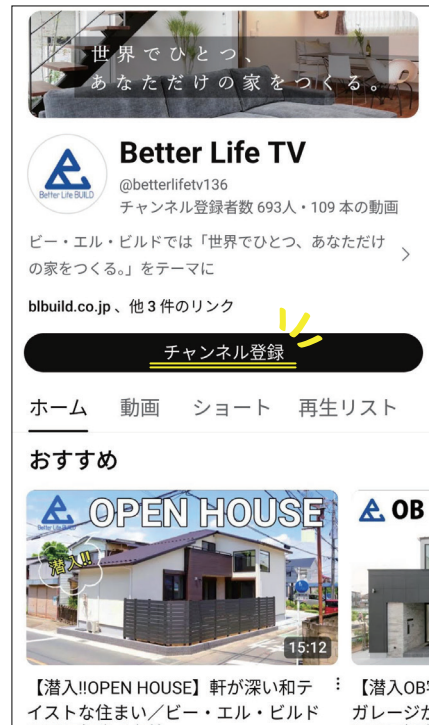 世界でひとつ、
あなただけの家をつくる。
Better Life BUILD
Better Life TV
@betterlifetv136
チャンネル登録者数 693人・109 本の動画
ビー・エル・ビルドでは「世界でひとつ、あなただけ
の家をつくる。」をテーマに
blbuild.co.jp 、他 3 件のリンク
チャンネル登録
ホーム 動画 ショート 再生リスト
おすすめ
Better Life BUILD
OPEN HOUSE
潜入!!
15:12
OB
【潜入!!OPEN HOUSE】軒が深い和テ
イストな住まい／ビー・エル・ビルド
【潜入OB
ガレージ